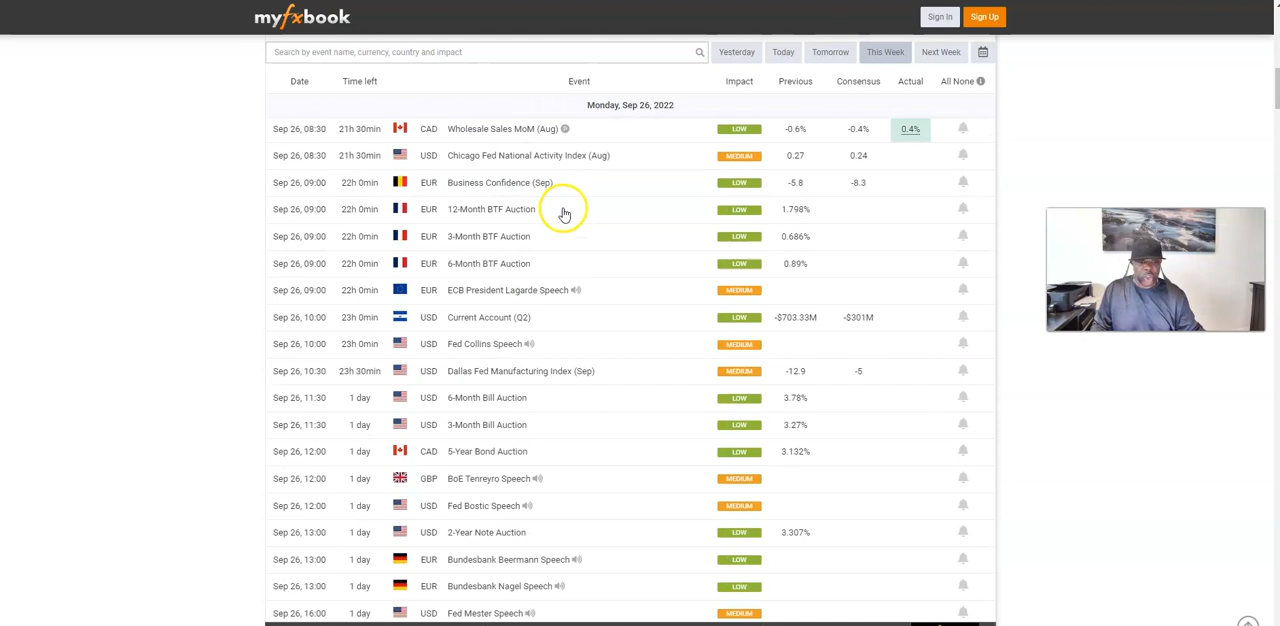 myfxbook
Sign In
Sign Up
Search by event name, currency, country and impact
Yesterday
Today
Tomorrow
This Week
Next Week
Date Time left Event Impact Previous Consensus Actual All None
Monday, Sep 26, 2022
Sep 26, 08:30 21h 30min CAD Wholesale Sales MoM (Aug) LOW -0.6% -0.4% 0.4%
Sep 26, 08:30 21h 30min USD Chicago Fed National Activity Index (Aug) MEDIUM 0.27 0.24
Sep 26, 09:00 22h 0min EUR Business Confidence (Sep) LOW -5.8 -8.3
Sep 26, 09:00 22h 0min EUR 12-Month BTF Auction LOW 1.798%
Sep 26, 09:00 22h 0min EUR 3-Month BTF Auction LOW 0.686%
Sep 26, 09:00 22h 0min EUR 6-Month BTF Auction LOW 0.89%
Sep 26, 09:00 22h 0min EUR ECB President Lagarde Speech MEDIUM
Sep 26, 10:00 23h 0min USD Current Account (Q2) LOW -$703.33M -$301M
Sep 26, 10:00 23h 0min USD Fed Collins Speech MEDIUM
Sep 26, 10:30 23h 30min USD Dallas Fed Manufacturing Index (Sep) MEDIUM -12.9 -5
Sep 26, 11:30 1 day USD 6-Month Bill Auction LOW 3.78%
Sep 26, 11:30 1 day USD 3-Month Bill Auction LOW 3.27%
Sep 26, 12:00 1 day CAD 5-Year Bond Auction LOW 3.132%
Sep 26, 12:00 1 day GBP BoE Tenreyro Speech MEDIUM
Sep 26, 12:00 1 day USD Fed Bostic Speech MEDIUM
Sep 26, 13:00 1 day USD 2-Year Note Auction LOW 3.307%
Sep 26, 13:00 1 day EUR Bundesbank Beermann Speech LOW
Sep 26, 13:00 1 day EUR Bundesbank Nagel Speech LOW
Sep 26, 16:00 1 day USD Fed Mester Speech MEDIUM